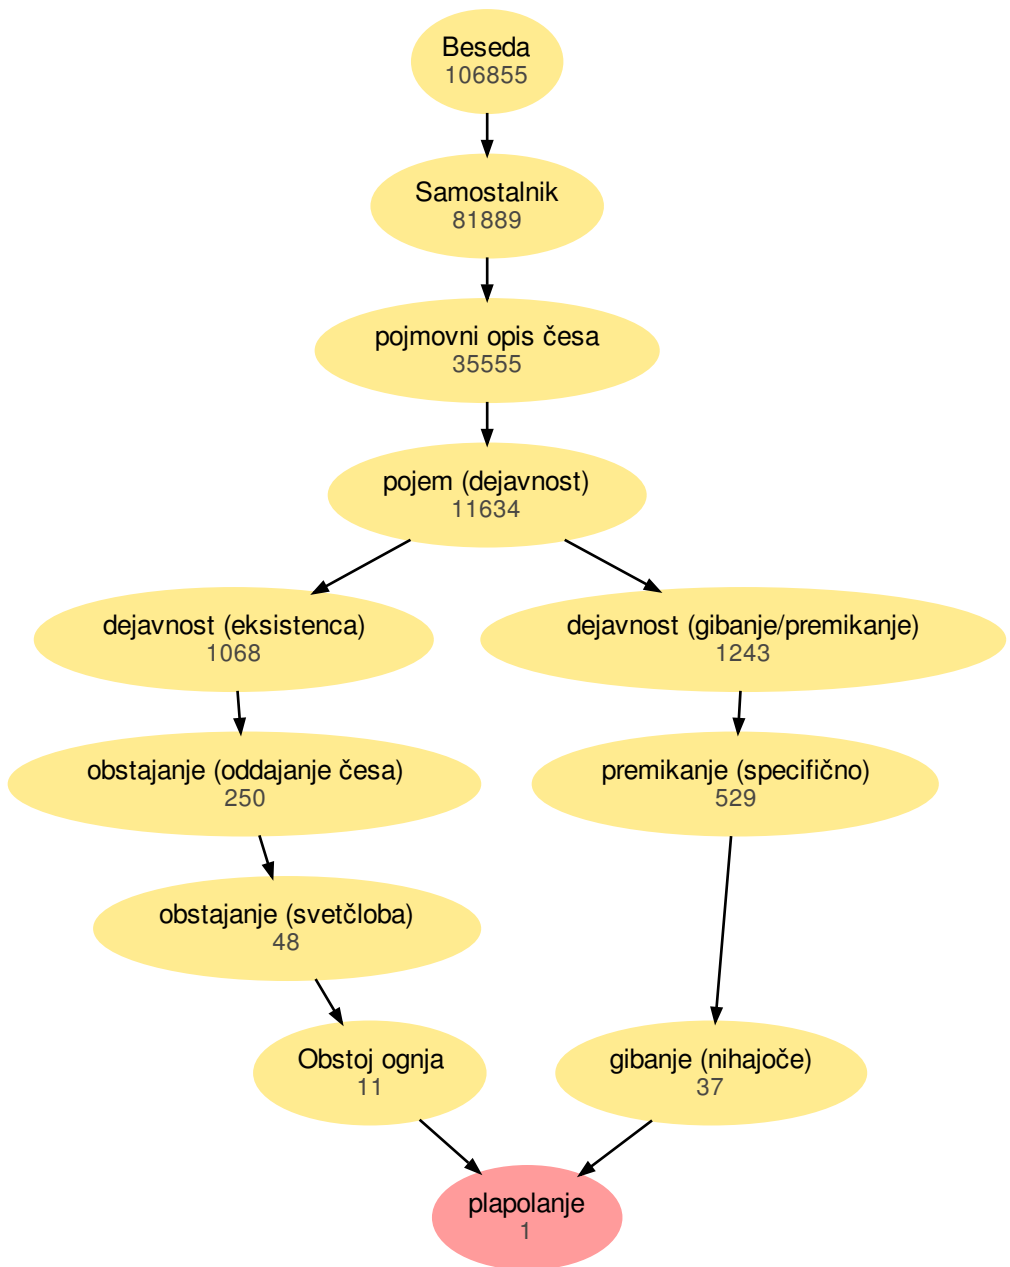 Beseda
106855
Samostalnik
81889
pojmovni opis česa
35555
pojem (dejavnost)
11634
dejavnost (eksistenca)
1068
dejavnost (gibanje/premikanje)
1243
obstajanje (oddajanje česa)
250
premikanje (specifično)
529
obstajanje (svetčloba)
48
Obstoj ognja
11
gibanje (nihajoče)
37
plapolanje
1